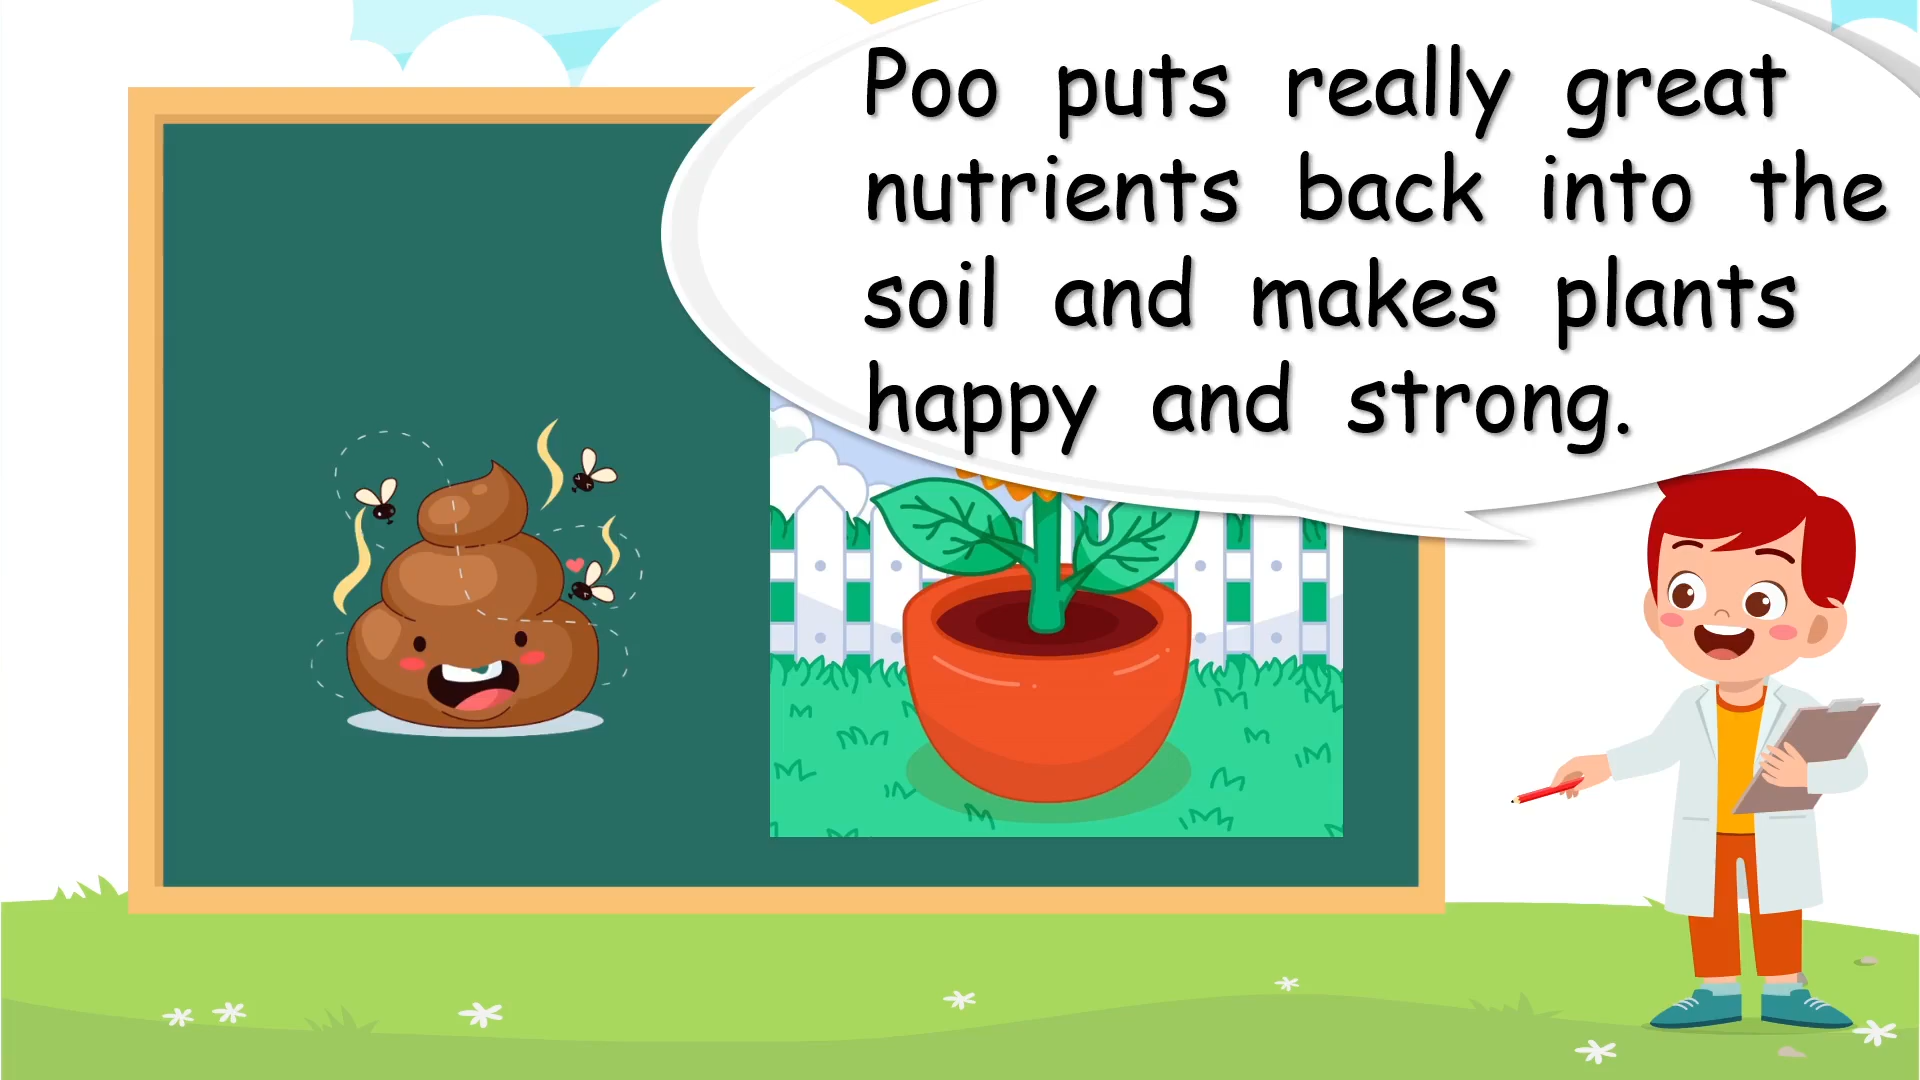 Poo puts really great
nutrients back into the
soil and makes plants
happy and strong.